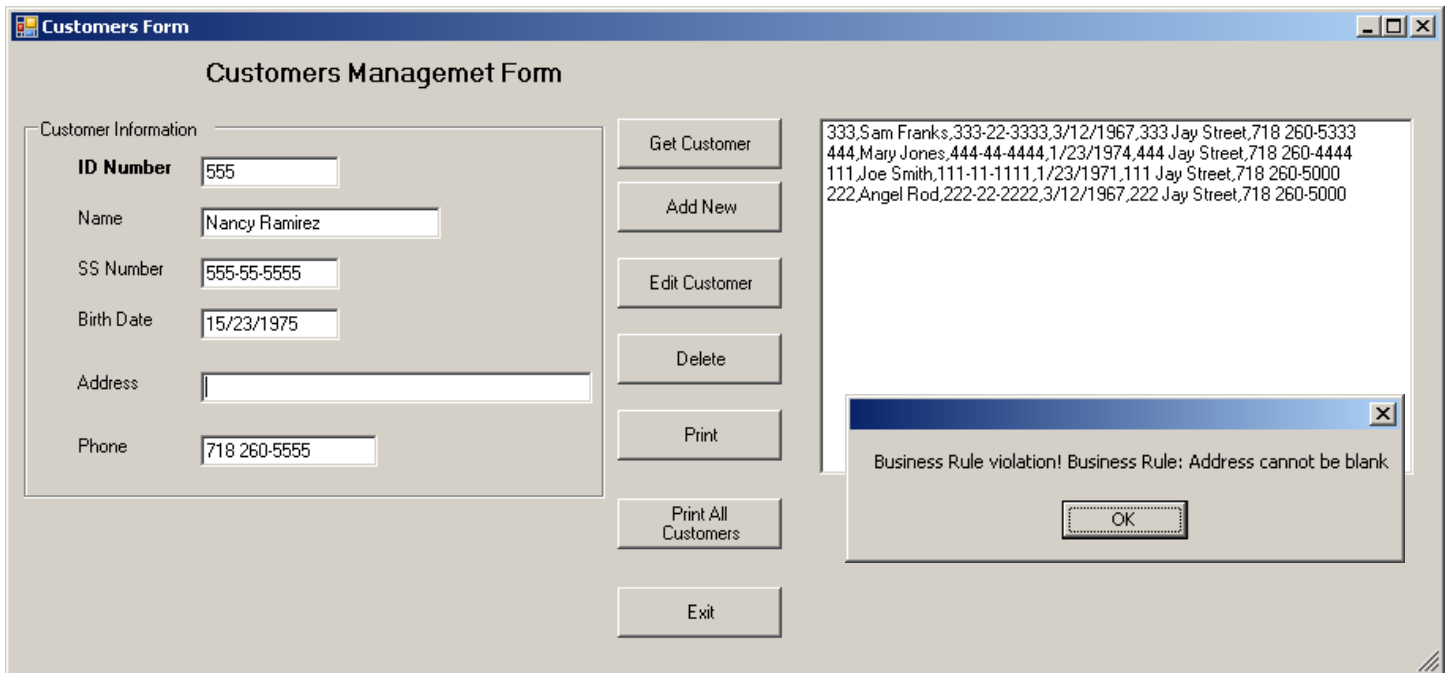 Customers Form
Customers Managemet Form
Customer Information
ID Number
555
Name
Nancy Ramirez
SS Number
555-55-5555
Birth Date
15/23/1975
Address
Phone
718 260-5555
Get Customer
Add New
Edit Customer
Delete
Print
Print All
Customers
Exit
333,Sam Franks,333-22-3333,3/12/1967,333 Jay Street,718 260-5333
444,Mary Jones,444-44-4444,1/23/1974,444 Jay Street,718 260-4444
111,Joe Smith,111-11-1111,1/23/1971,111 Jay Street,718 260-5000
222,Angel Rod,222-22-2222,3/12/1967,222 Jay Street,718 260-5000
Business Rule violation! Business Rule: Address cannot be blank
OK